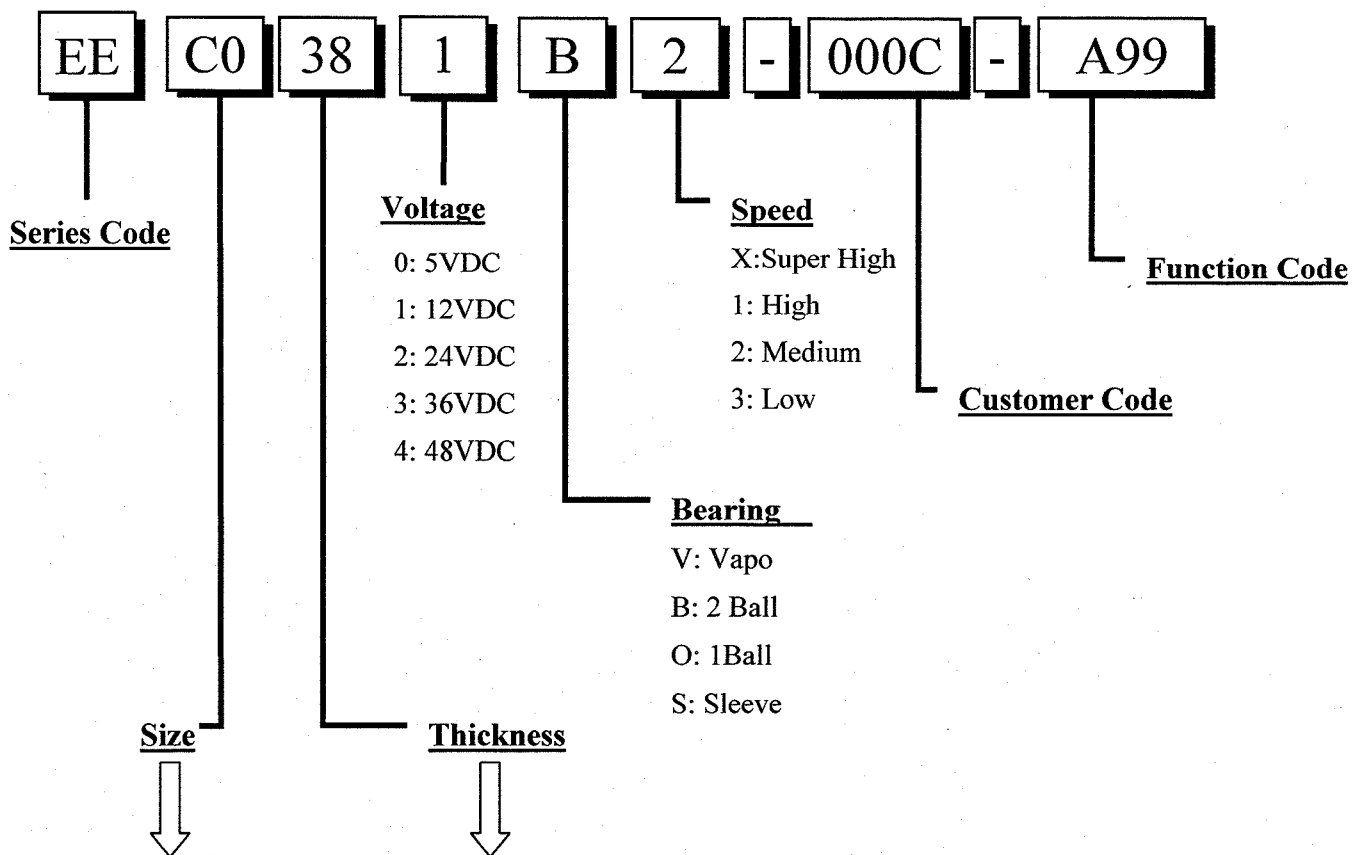 EE C0 38 1 B 2 - 000C - A99
Series Code
Voltage
0: 5VDC
1: 12VDC
2: 24VDC
3: 36VDC
4: 48VDC
Speed
X:Super High
1: High
2: Medium
3: Low
Function Code
Customer Code
Bearing
V: Vapo
B: 2 Ball
O: 1Ball
S: Sleeve
Size
Thickness